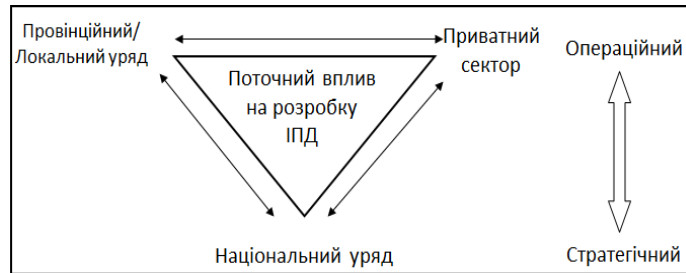 Провінційний/
Локальний уряд
Приватний
сектор
Операційний
Поточний вплив
на розробку
ІПД
Національний уряд
Стратегічний